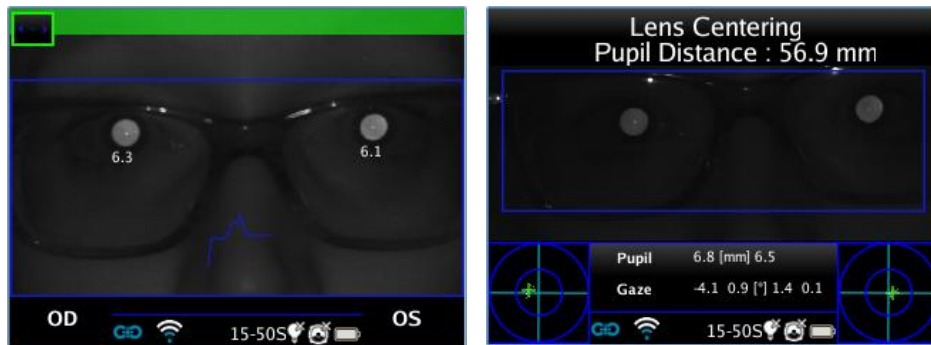 6.3
6.1
OD
OS
15-50S
Lens Centering
Pupil Distance : 56.9 mm
Pupil 6.8 [mm] 6.5
Gaze -4.1 0.9 [°] 1.4 0.1
15-50S